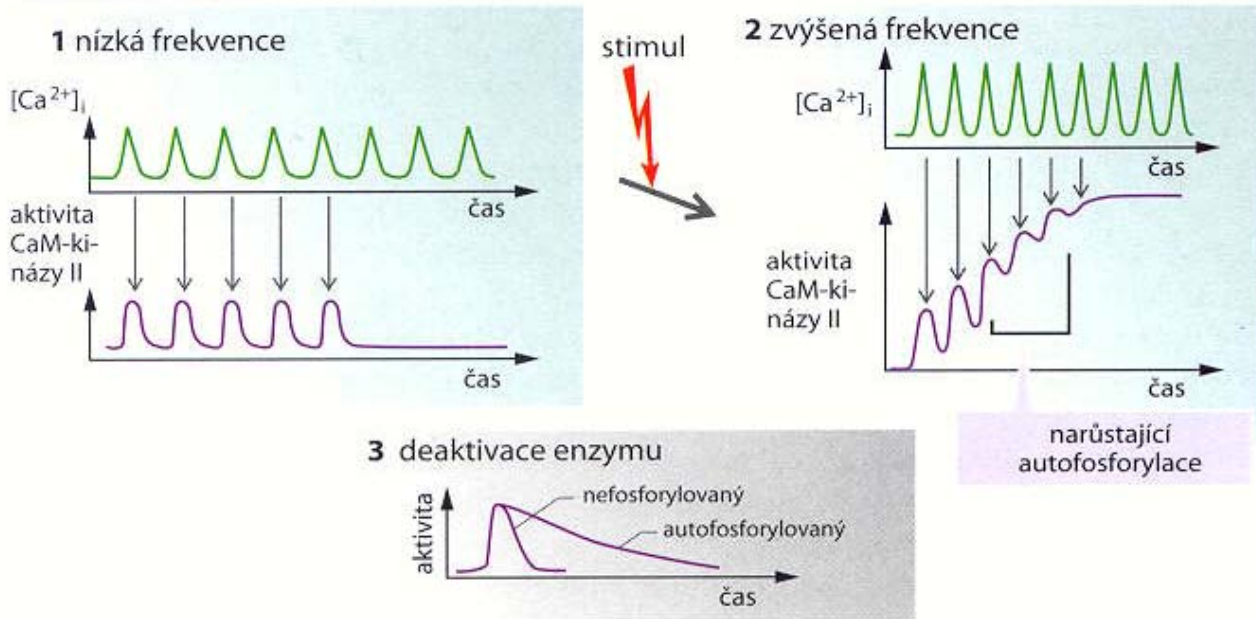 1 nízká frekvence
[Ca²⁺]ᵢ
čas
aktivita
CaM-ki-
názy II
čas
stimul
2 zvýšená frekvence
[Ca²⁺]ᵢ
čas
aktivita
CaM-ki-
názy II
čas
narůstající
autofosforylace
3 deaktivace enzymu
aktivita
nefosforylovaný
autofosforylovaný
čas